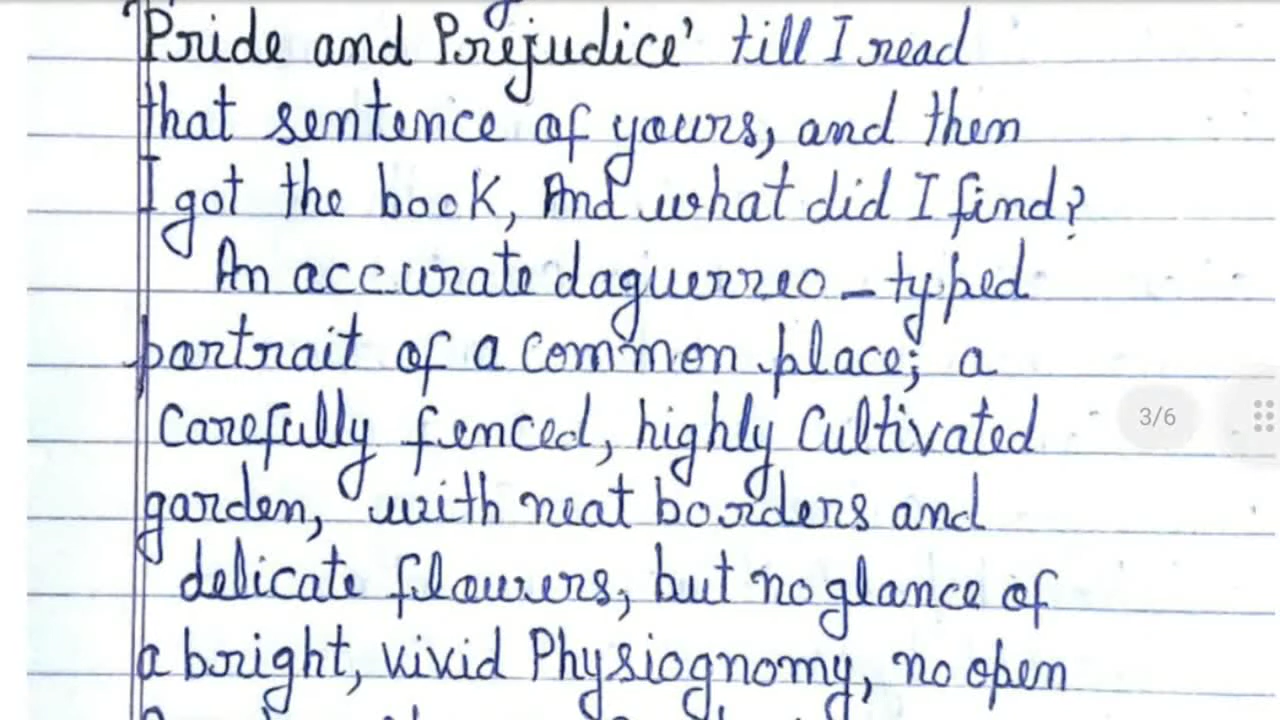 'Pride and Prejudice' till I read
that sentence of yours, and then
I got the book, And what did I find?
An accurate daguerreo-typed
portrait of a common place; a
Carefully fenced, highly Cultivated
garden, with neat borders and
delicate flowers, but no glance of
a bright, vivid Physiognomy, no open
3/6